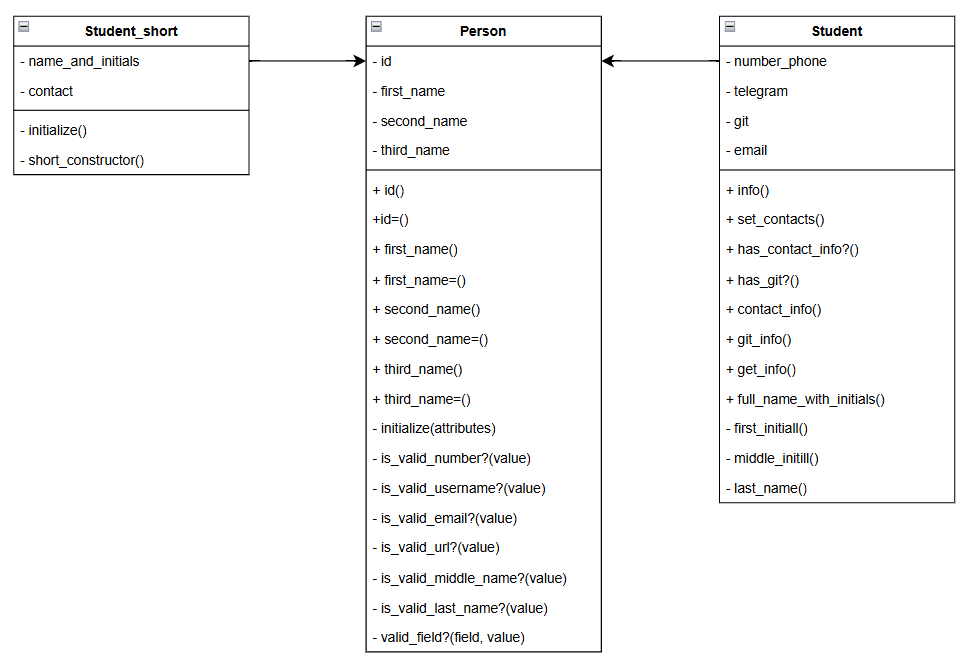 Student_short
- name_and_initials
- contact
- initialize()
- short_constructor()
Person
- id
- first_name
- second_name
- third_name
+ id()
+id=()
+ first_name()
+ first_name=()
+ second_name()
+ second_name=()
+ third_name()
+ third_name=()
- initialize(attributes)
- is_valid_number?(value)
- is_valid_username?(value)
- is_valid_email?(value)
- is_valid_url?(value)
- is_valid_middle_name?(value)
- is_valid_last_name?(value)
- valid_field?(field, value)
Student
- number_phone
- telegram
- git
- email
+ info()
+ set_contacts()
+ has_contact_info?()
+ has_git?()
+ contact_info()
+ git_info()
+ get_info()
+ full_name_with_initials()
- first_initiall()
- middle_initill()
- last_name()